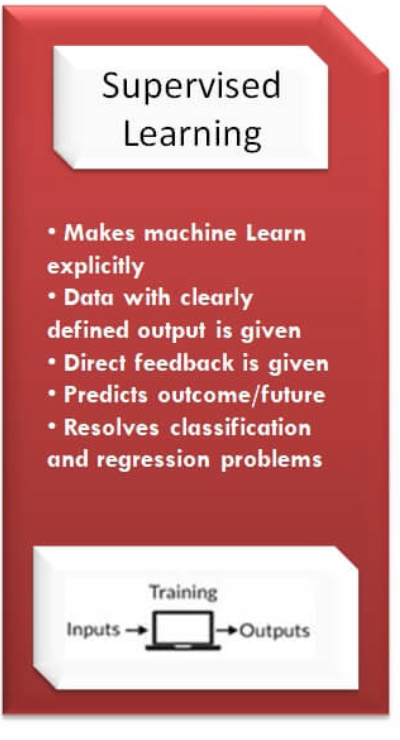 Supervised
Learning
• Makes machine Learn
explicitly
• Data with clearly
defined output is given
• Direct feedback is given
• Predicts outcome/future
• Resolves classification
and regression problems
Training
Inputs → → Outputs